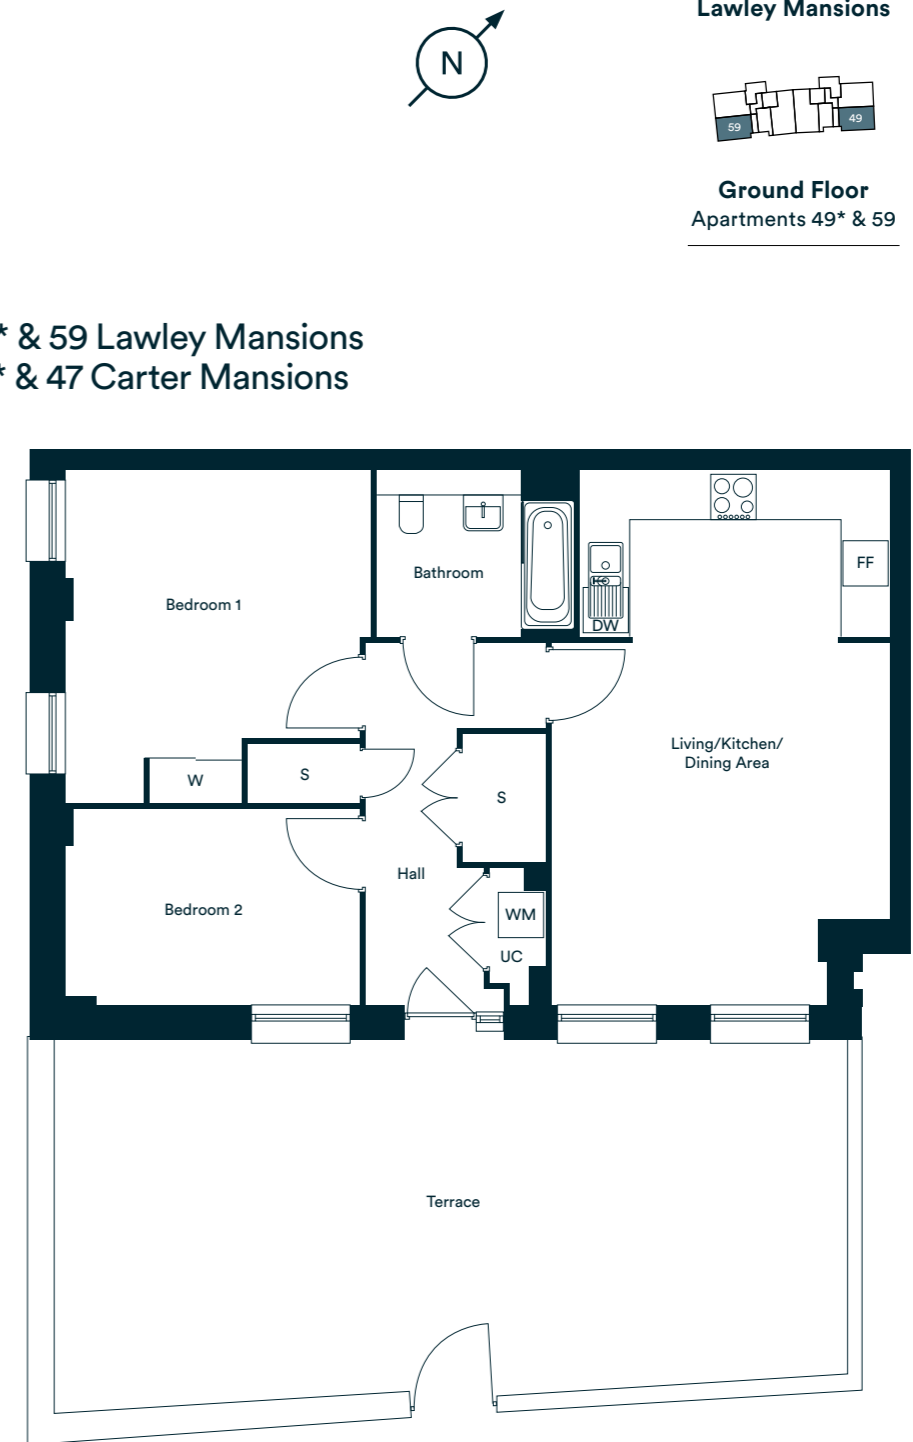 Lawley Mansions
N
59
49
Ground Floor
Apartments 49* & 59
* & 59 Lawley Mansions
* & 47 Carter Mansions
Bathroom
FF
Bedroom 1
DW
Living/Kitchen/
Dining Area
W
S
S
Hall
Bedroom 2
WM
UC
Terrace